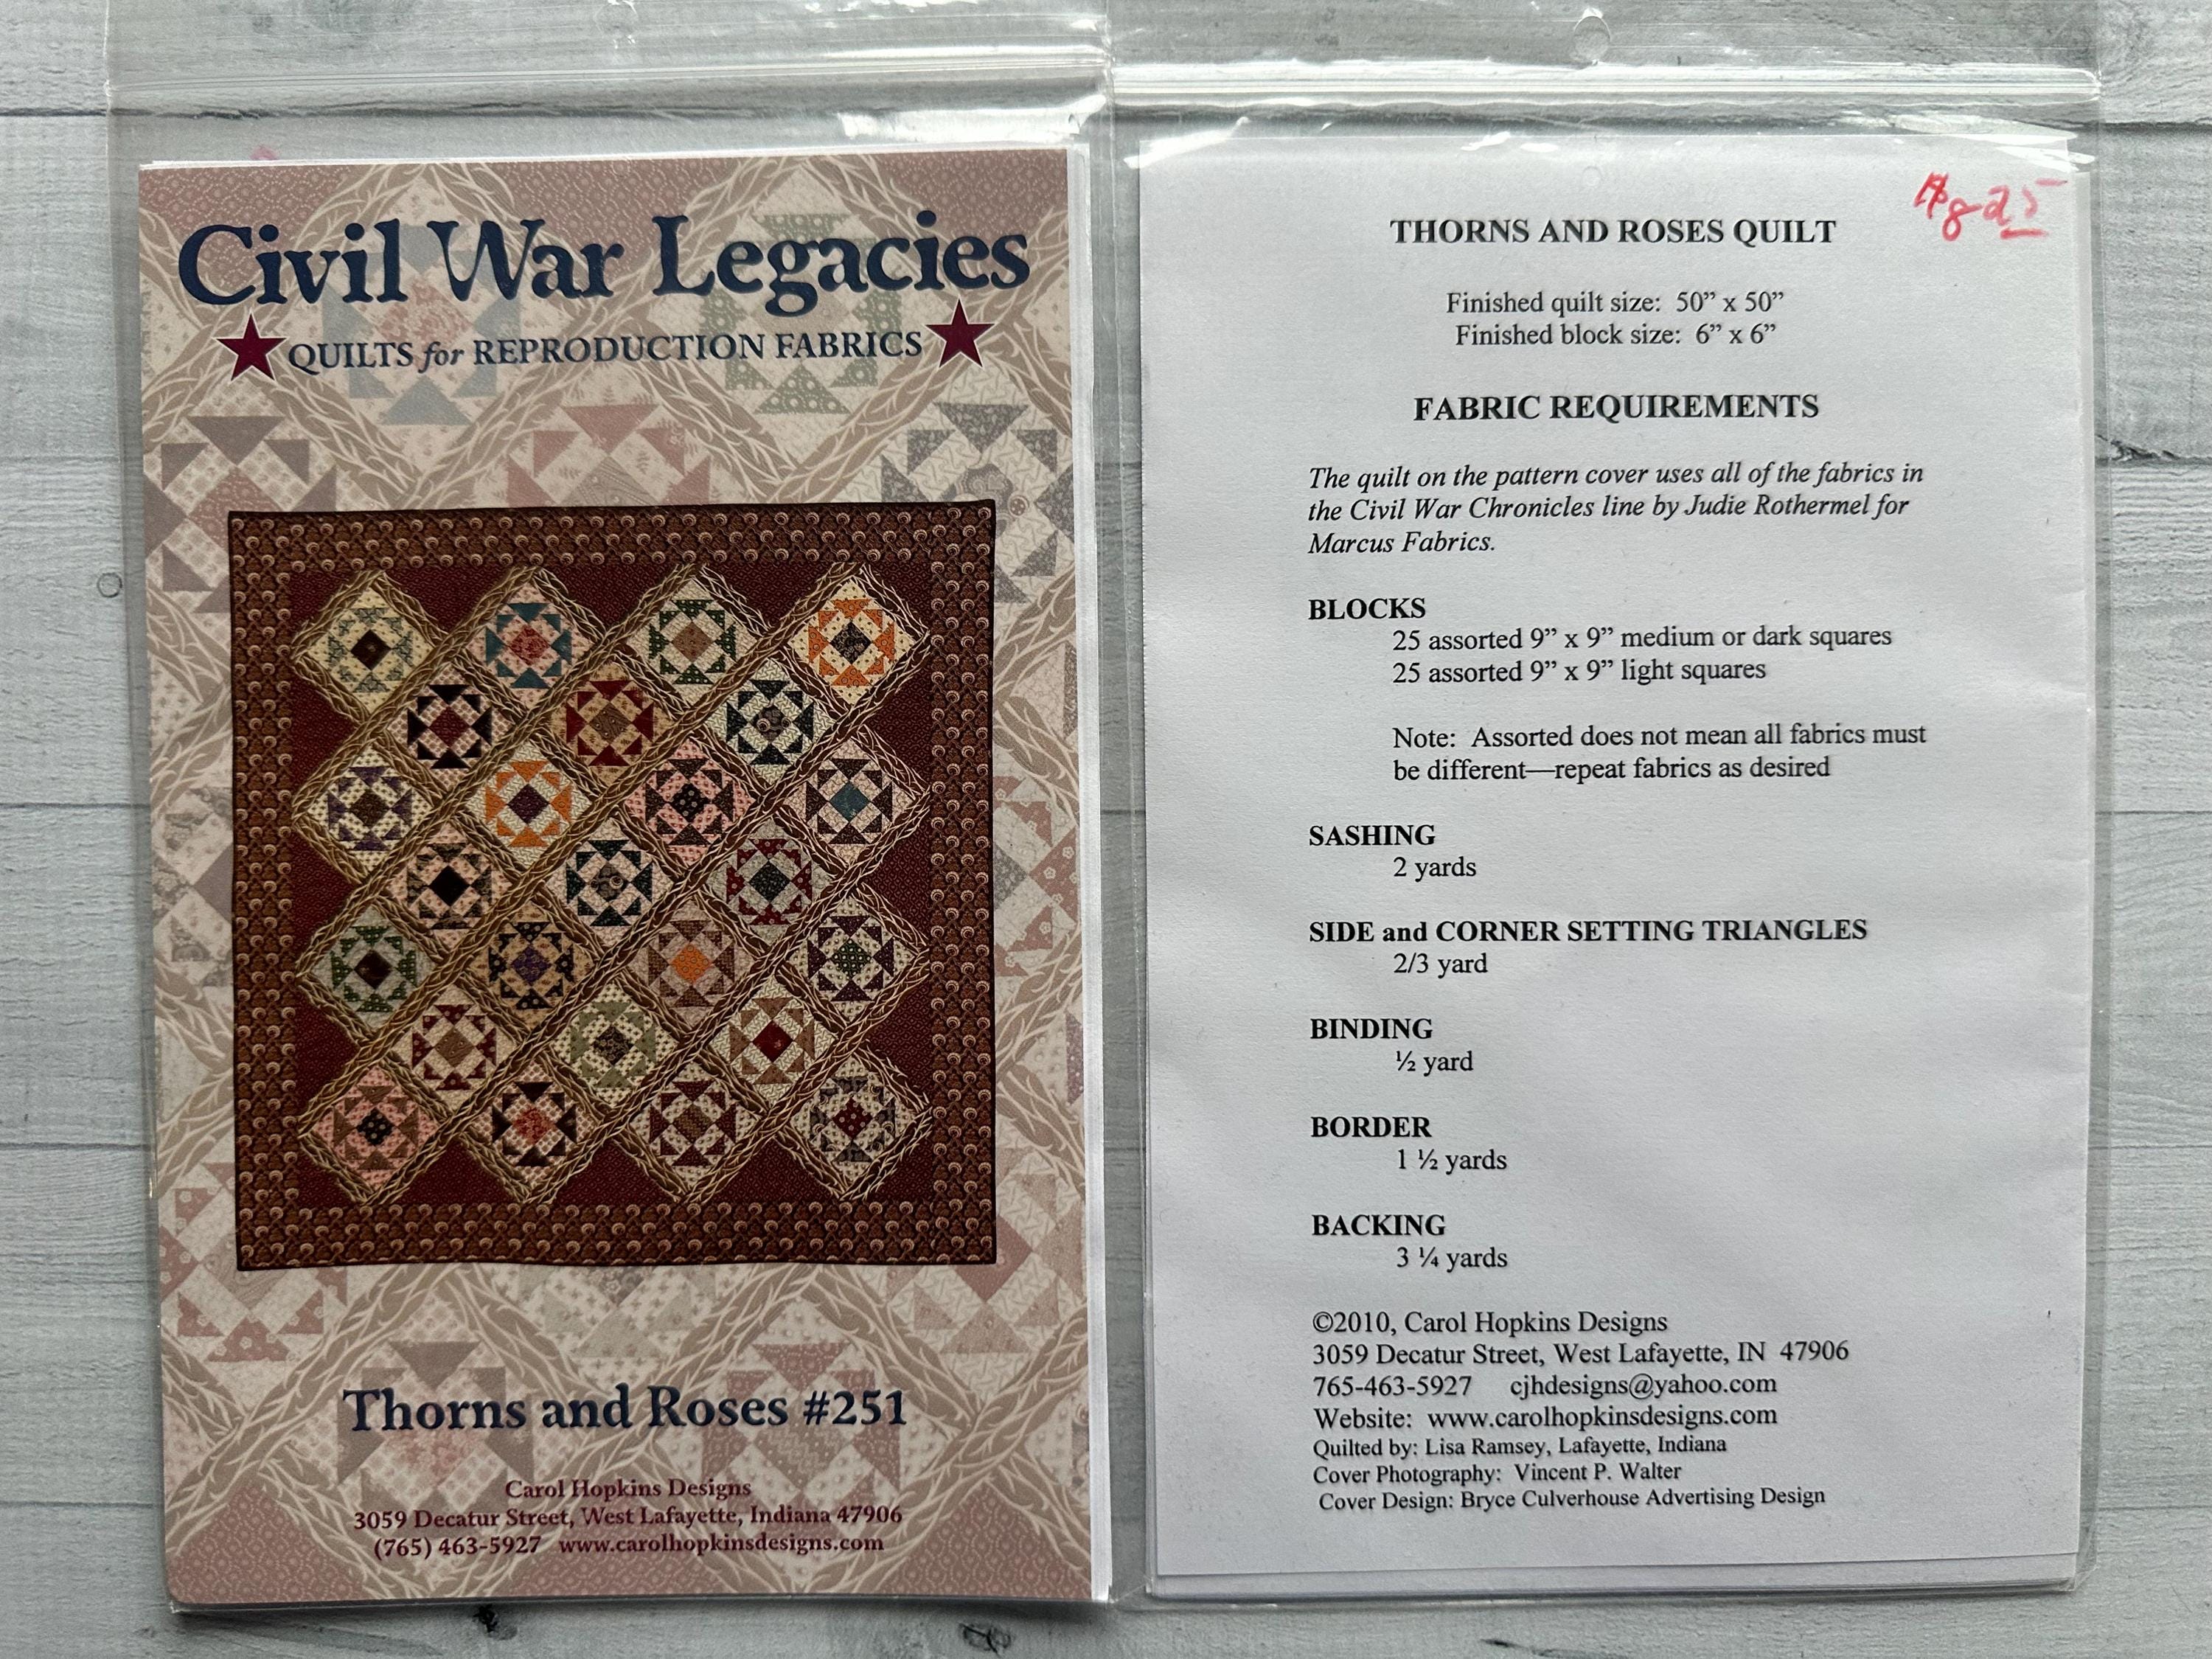 Civil War Legacies
QUILTS for REPRODUCTION FABRICS
Thorns and Roses #251
Carol Hopkins Designs
3059 Decatur Street, West Lafayette, Indiana 47906
(765) 463-5927 www.carolhopkinsdesigns.com
$8.25
THORNS AND ROSES QUILT
Finished quilt size: 50” x 50”
Finished block size: 6” x 6”
FABRIC REQUIREMENTS
The quilt on the pattern cover uses all of the fabrics in
the Civil War Chronicles line by Judie Rothermel for
Marcus Fabrics.
BLOCKS
25 assorted 9” x 9” medium or dark squares
25 assorted 9” x 9” light squares
Note: Assorted does not mean all fabrics must
be different—repeat fabrics as desired
SASHING
2 yards
SIDE and CORNER SETTING TRIANGLES
2/3 yard
BINDING
½ yard
BORDER
1 ½ yards
BACKING
3 ¼ yards
©2010, Carol Hopkins Designs
3059 Decatur Street, West Lafayette, IN 47906
765-463-5927 cjhdesigns@yahoo.com
Website: www.carolhopkinsdesigns.com
Quilted by: Lisa Ramsey, Lafayette, Indiana
Cover Photography: Vincent P. Walter
Cover Design: Bryce Culverhouse Advertising Design